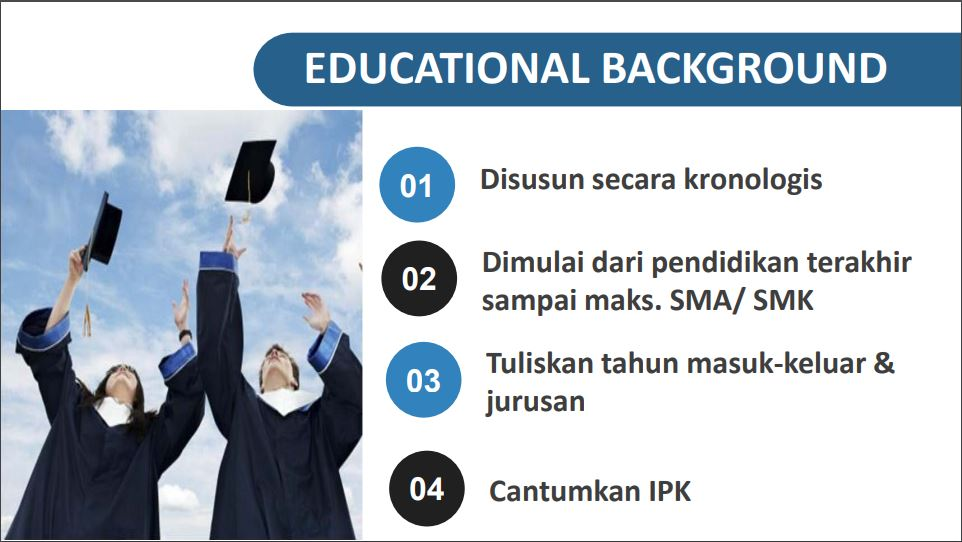 EDUCATIONAL BACKGROUND
01
Disusun secara kronologis
02
Dimulai dari pendidikan terakhir
sampai maks. SMA/ SMK
03
Tuliskan tahun masuk-keluar &
jurusan
04
Cantumkan IPK